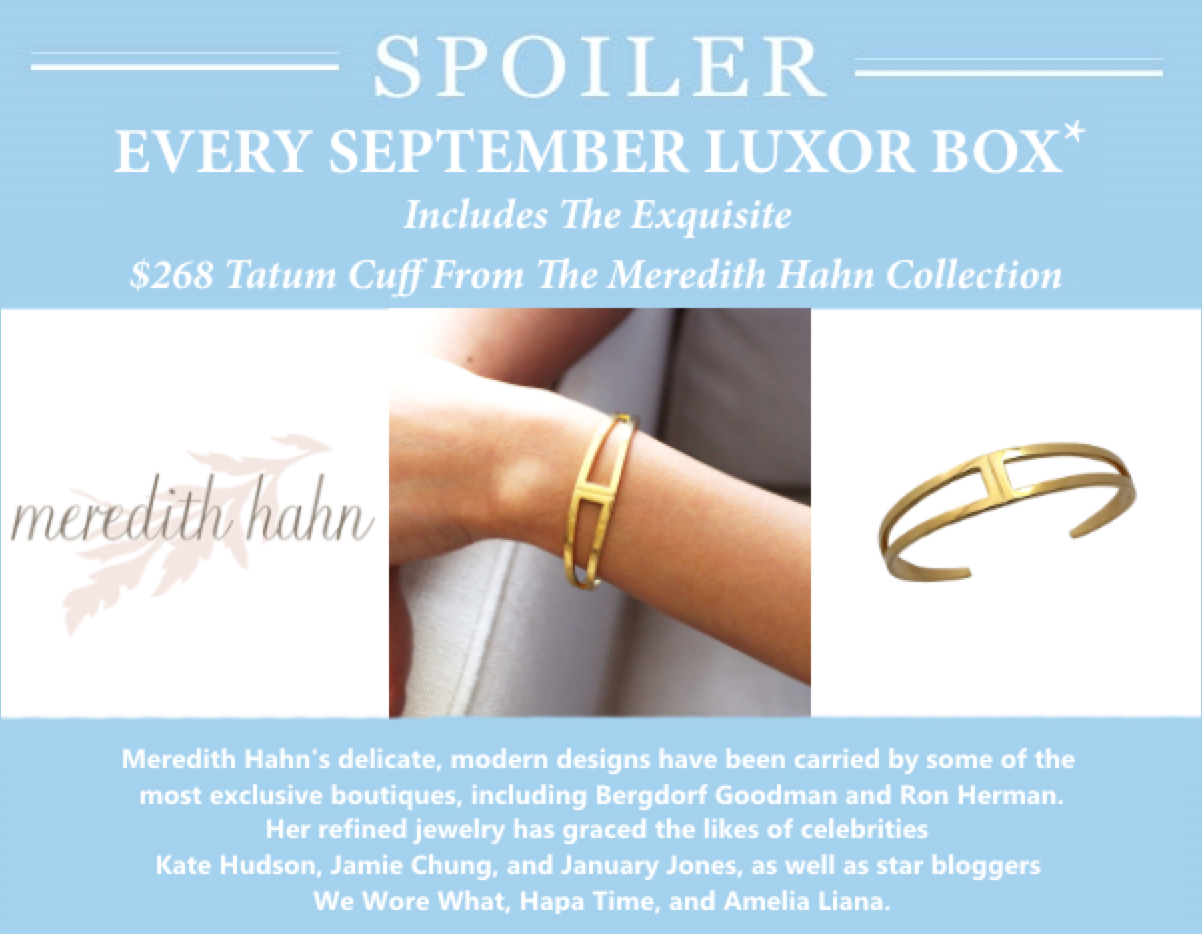 SPOILER
EVERY SEPTEMBER LUXOR BOX*
Includes The Exquisite
$268 Tatum Cuff From The Meredith Hahn Collection
meredith hahn
Meredith Hahn's delicate, modern designs have been carried by some of the
most exclusive boutiques, including Bergdorf Goodman and Ron Herman.
Her refined jewelry has graced the likes of celebrities
Kate Hudson, Jamie Chung, and January Jones, as well as star bloggers
We Wore What, Hapa Time, and Amelia Liana.